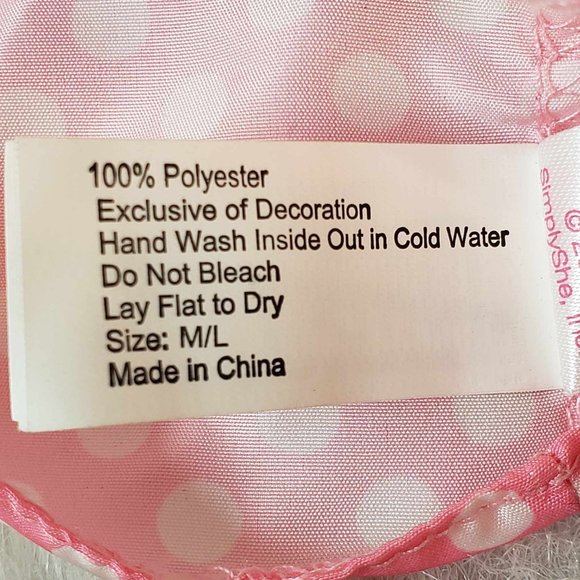 100% Polyester
Exclusive of Decoration
Hand Wash Inside Out in Cold Water
Do Not Bleach
Lay Flat to Dry
Size: M/L
Made in China
©
simplyShe,